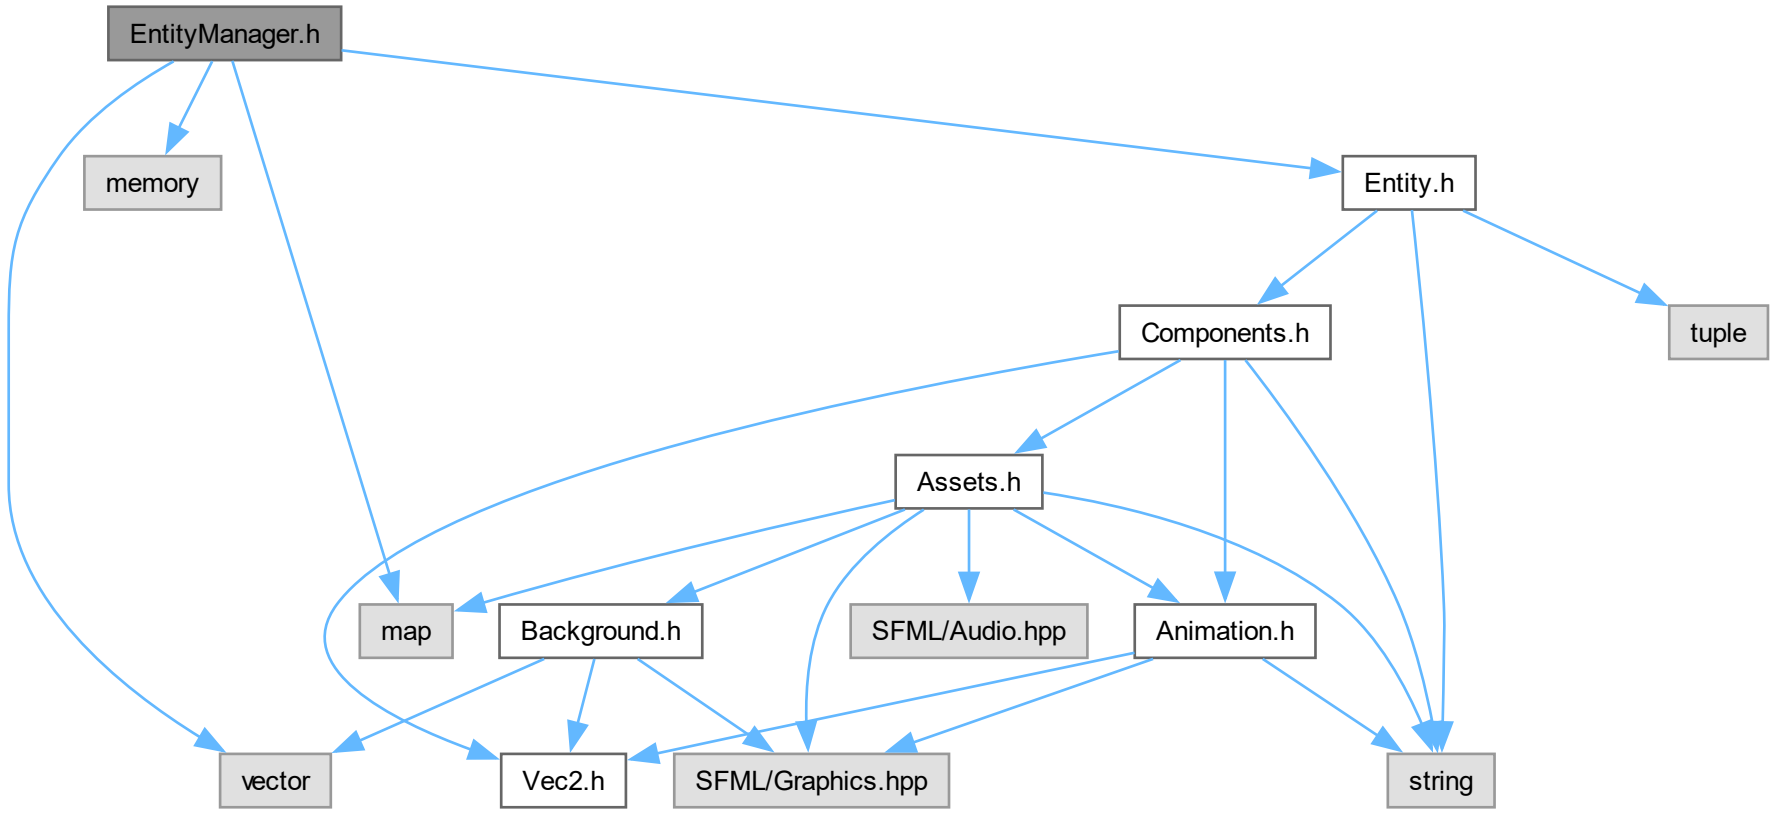 EntityManager.h
memory
Entity.h
Components.h
tuple
Assets.h
map
Background.h
SFML/Audio.hpp
Animation.h
vector
Vec2.h
SFML/Graphics.hpp
string